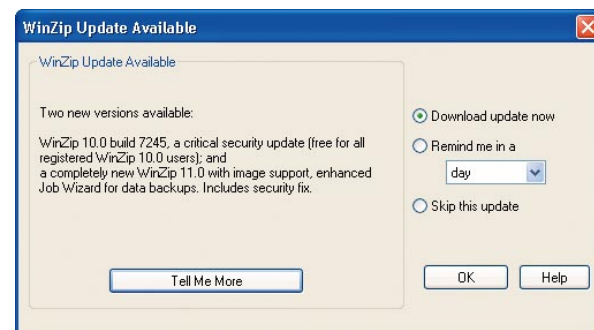 WinZip Update Available
WinZip Update Available
Two new versions available:
WinZip 10.0 build 7245, a critical security update (free for all
registered WinZip 10.0 users); and
a completely new WinZip 11.0 with image support, enhanced
Job Wizard for data backups. Includes security fix.
Tell Me More
Download update now
Remind me in a
day
Skip this update
OK
Help